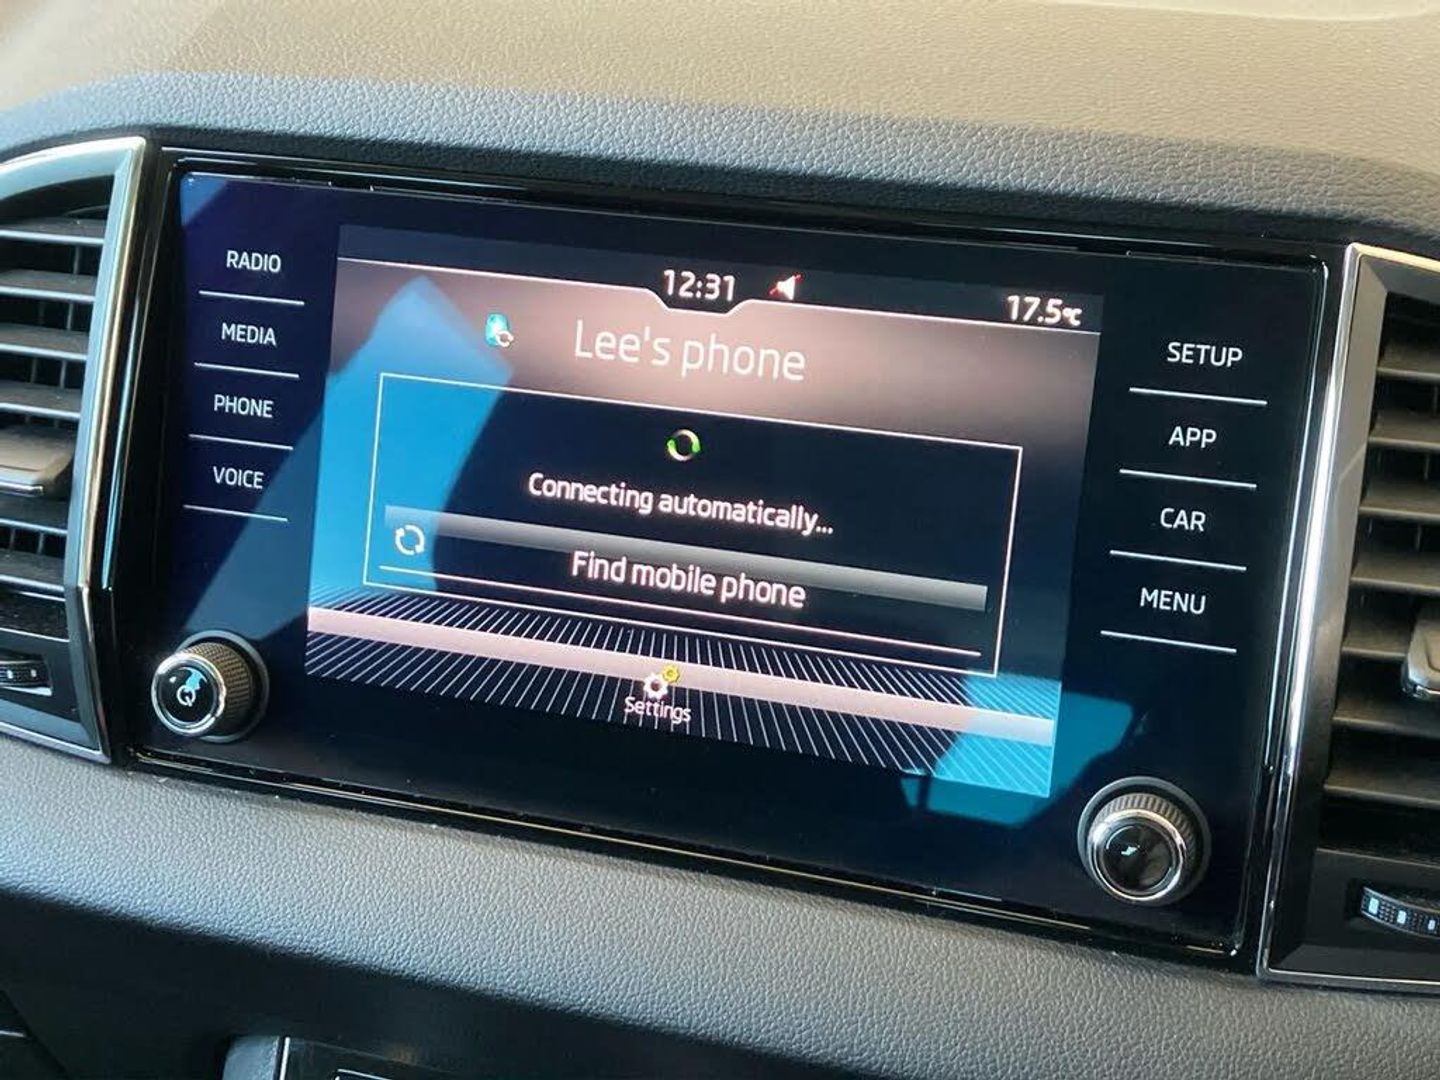 RADIO
MEDIA
PHONE
VOICE
12:31
17.5°C
Lee's phone
Connecting automatically...
Find mobile phone
Settings
SETUP
APP
CAR
MENU